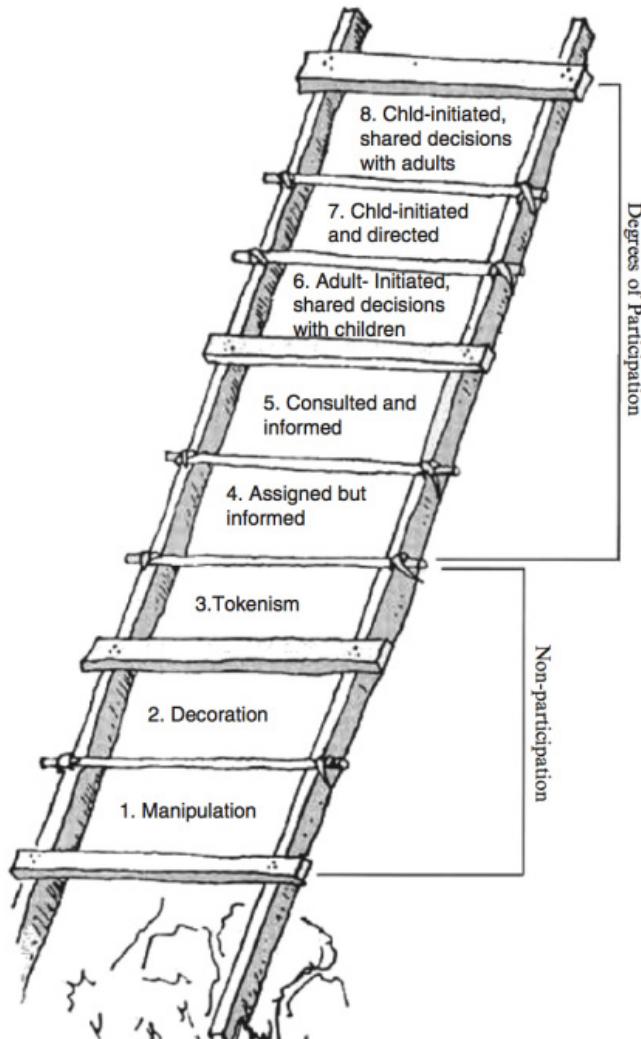 8. Chld-initiated,
shared decisions
with adults
7. Chld-initiated
and directed
6. Adult- Initiated,
shared decisions
with children
5. Consulted and
informed
4. Assigned but
informed
3.Tokenism
2. Decoration
1. Manipulation
Degrees of Participation
Non-participation